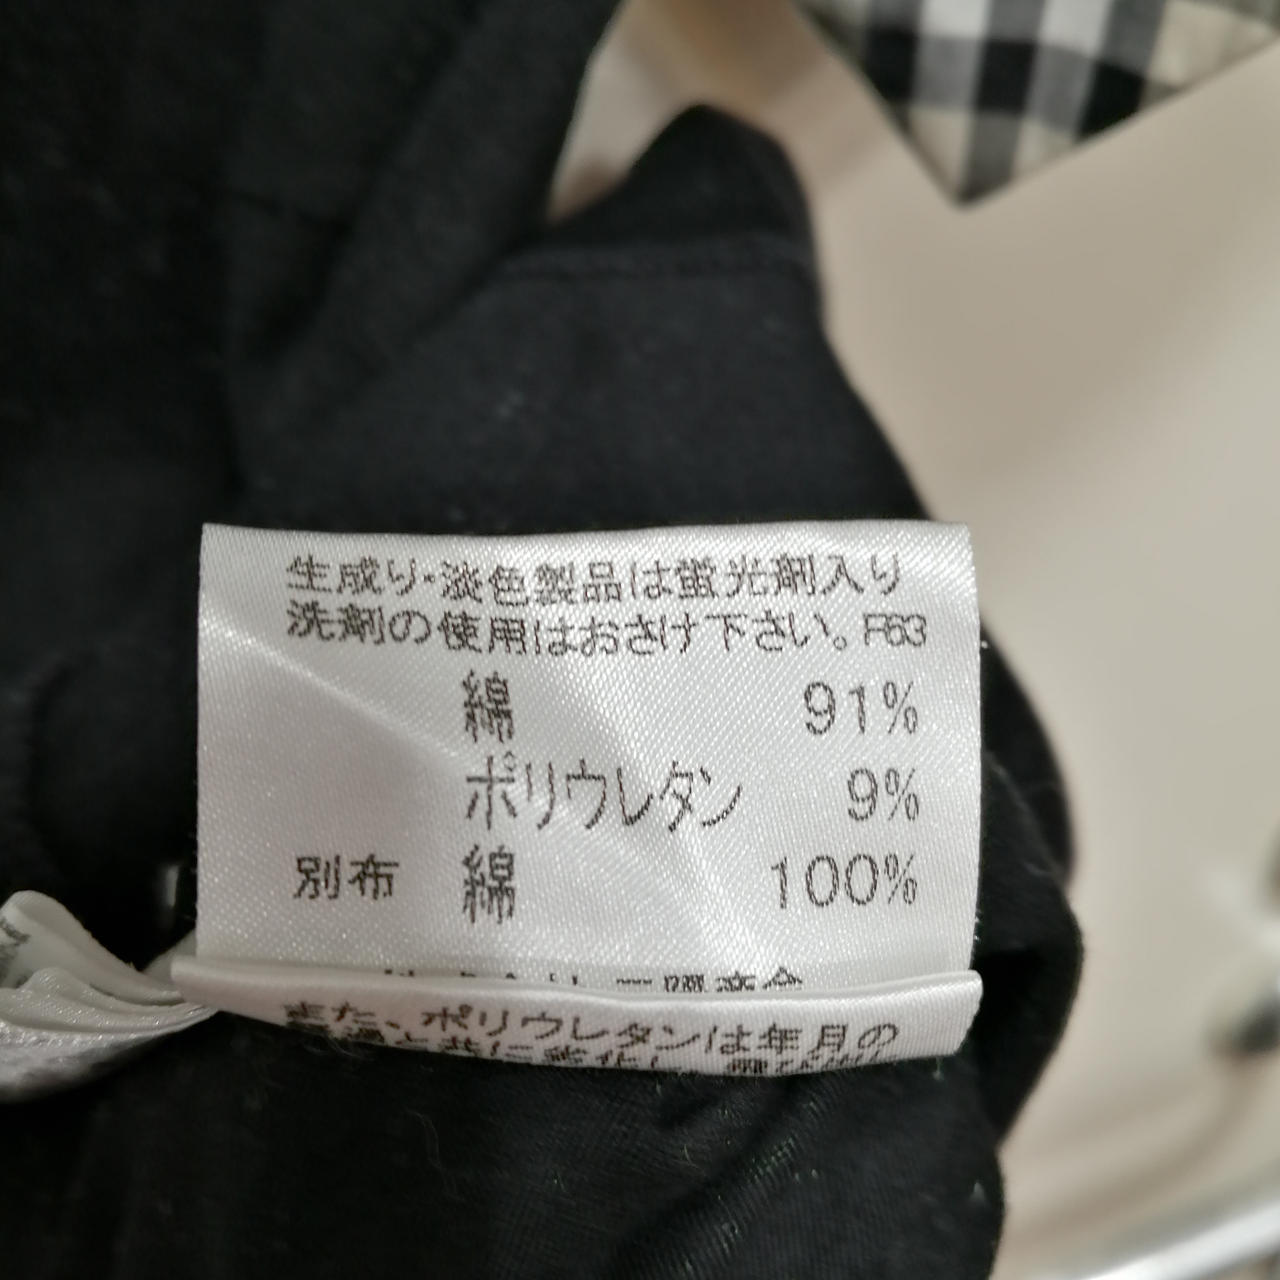 生成り・淡色製品は蛍光剤入り
洗剤の使用はおさけ下さい。F63
綿 91%
ポリウレタン 9%
別布 綿 100%
また、ポリウレタンは年月の